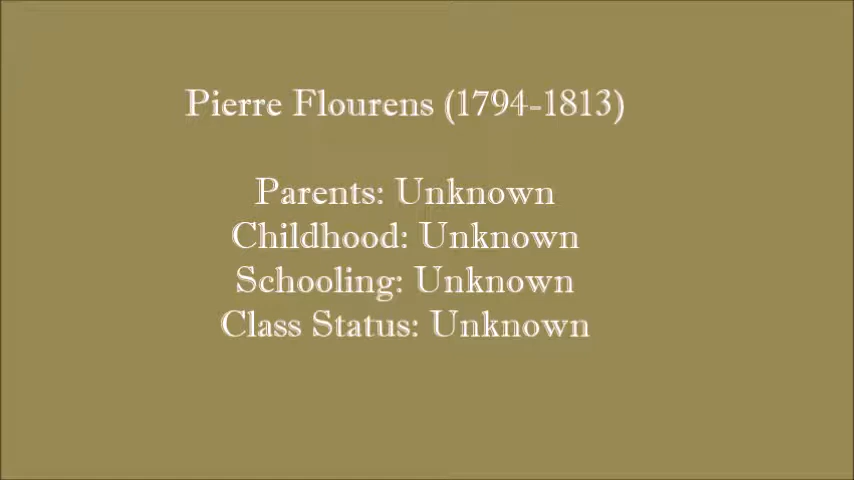 Pierre Flourens (1794-1813)
Parents: Unknown
Childhood: Unknown
Schooling: Unknown
Class Status: Unknown